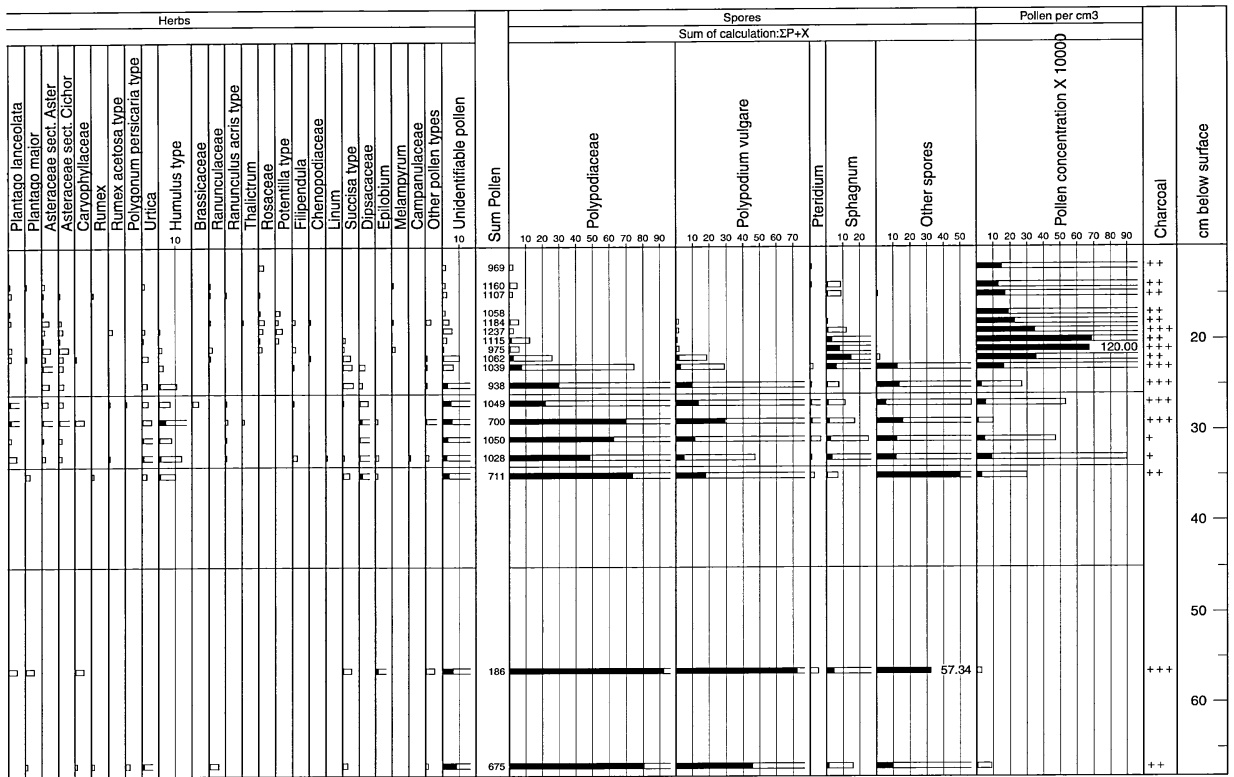 Herbs
Spores
Pollen per cm3
Sum of calculation:ΣP+X
Plantago lanceolata
Plantago major
Asteraceae sect. Aster
Asteraceae sect. Cichor
Caryophyllaceae
Rumex
Rumex acetosa type
Polygonum persicaria type
Urtica
Humulus type
Brassicaceae
Ranunculaceae
Ranunculus acris type
Thalictrum
Rosaceae
Potentilla type
Filipendula
Chenopodiaceae
Linum
Succisa type
Dipsacaceae
Epilobium
Melampyrum
Campanulaceae
Other pollen types
Unidentifiable pollen
Sum Pollen
Polypodiaceae
Polypodium vulgare
Pteridium
Sphagnum
Other spores
Pollen concentration X 10000
Charcoal
cm below surface
10 10 10 20 30 40 50 60 70 80 90 10 20 30 40 50 60 70 10 20 10 20 30 40 50 10 20 30 40 50 60 70 80 90
969 ++
1160 ++
1107 ++
1058 ++
1184 ++
1237 +++
1115 +++ 20
975 120.00 +++
1062 +++
1039 +++
938 +++
1049 +++
700 +++ 30
1050 +
1028 +
711 ++
40
50
186 57.34 +++
60
675 ++